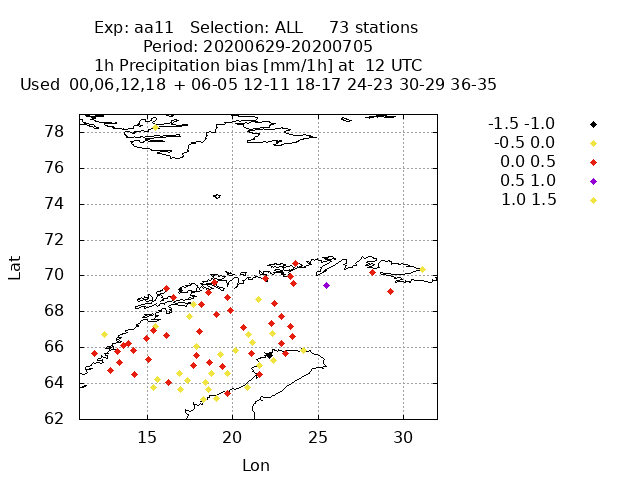 Exp: aa11 Selection: ALL 73 stations
Period: 20200629-20200705
1h Precipitation bias [mm/1h] at 12 UTC
Used 00,06,12,18 + 06-05 12-11 18-17 24-23 30-29 36-35
-1.5 -1.0
-0.5 0.0
0.0 0.5
0.5 1.0
1.0 1.5
78
76
74
72
70
68
66
64
62
Lat
15 20 25 30
Lon